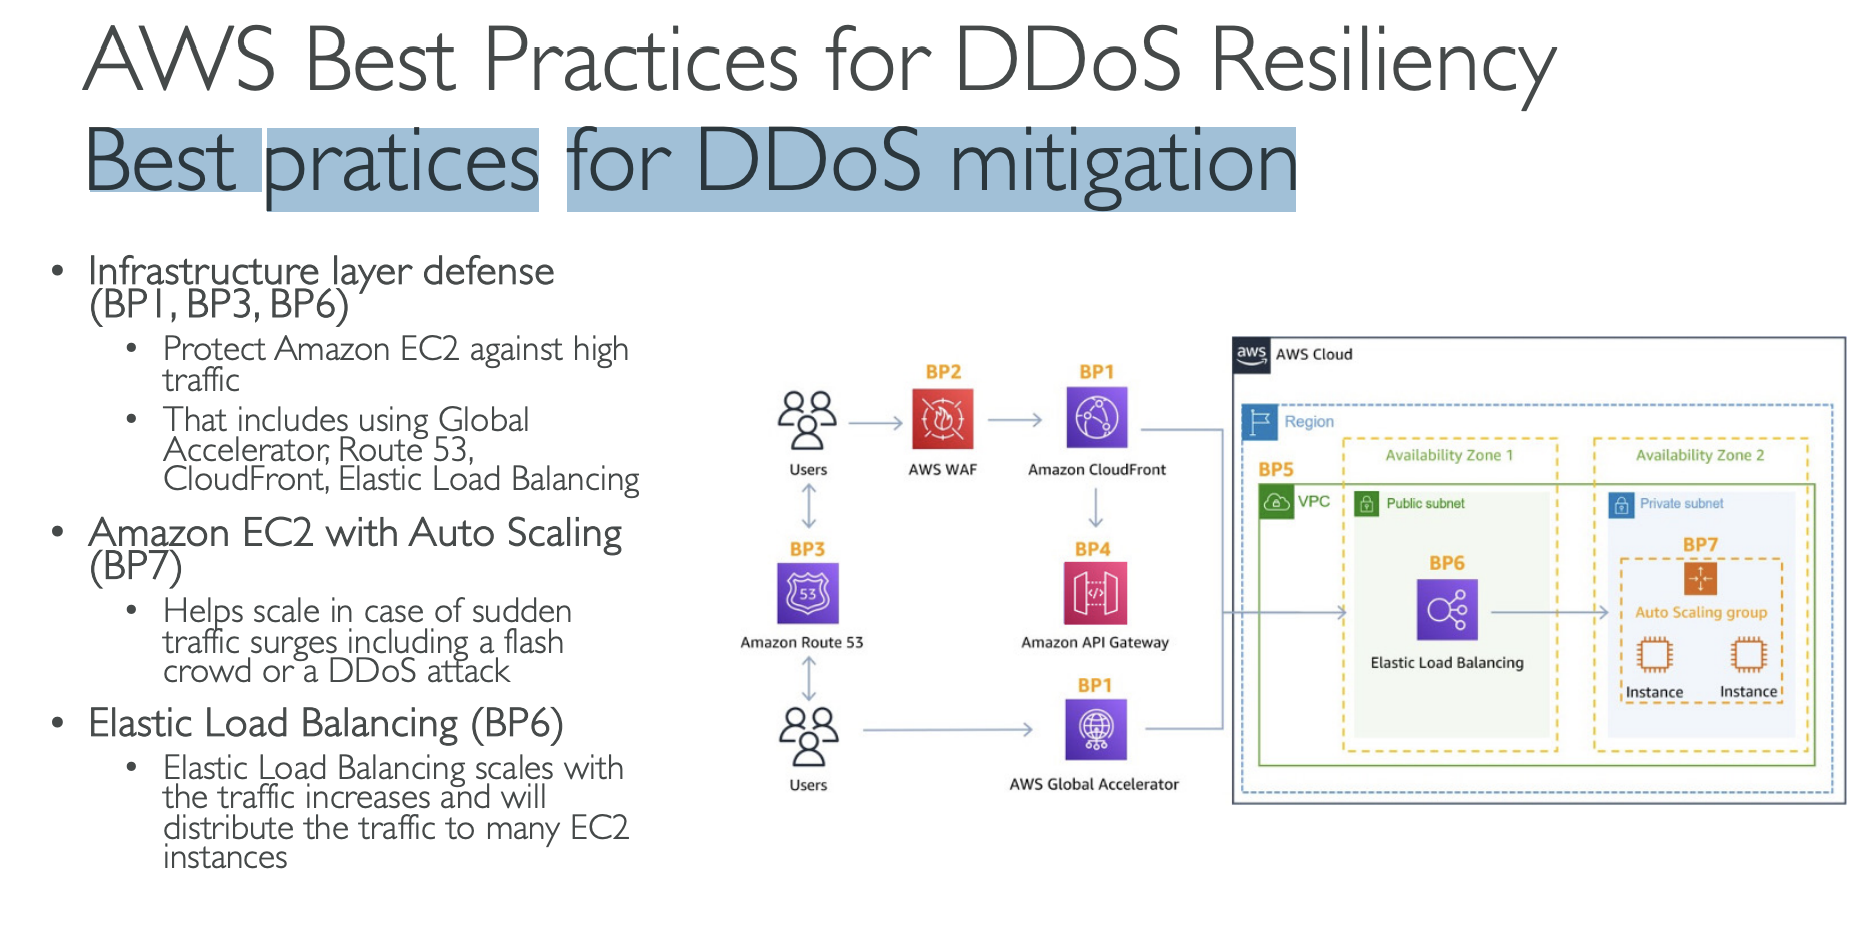 AWS Best Practices for DDoS Resiliency
Best pratices for DDoS mitigation
• Infrastructure layer defense
(BP1, BP3, BP6)
• Protect Amazon EC2 against high
traffic
• That includes using Global
Accelerator, Route 53,
CloudFront, Elastic Load Balancing
• Amazon EC2 with Auto Scaling
(BP7)
• Helps scale in case of sudden
traffic surges including a flash
crowd or a DDoS attack
• Elastic Load Balancing (BP6)
• Elastic Load Balancing scales with
the traffic increases and will
distribute the traffic to many EC2
instances
Users
BP2
AWS WAF
BP1
Amazon CloudFront
BP3
53
Amazon Route 53
BP4
Amazon API Gateway
Users
BP1
AWS Global Accelerator
aws
AWS Cloud
Region
BP5
VPC
Availability Zone 1
Public subnet
BP6
Elastic Load Balancing
Availability Zone 2
Private subnet
BP7
Auto Scaling group
Instance
Instance